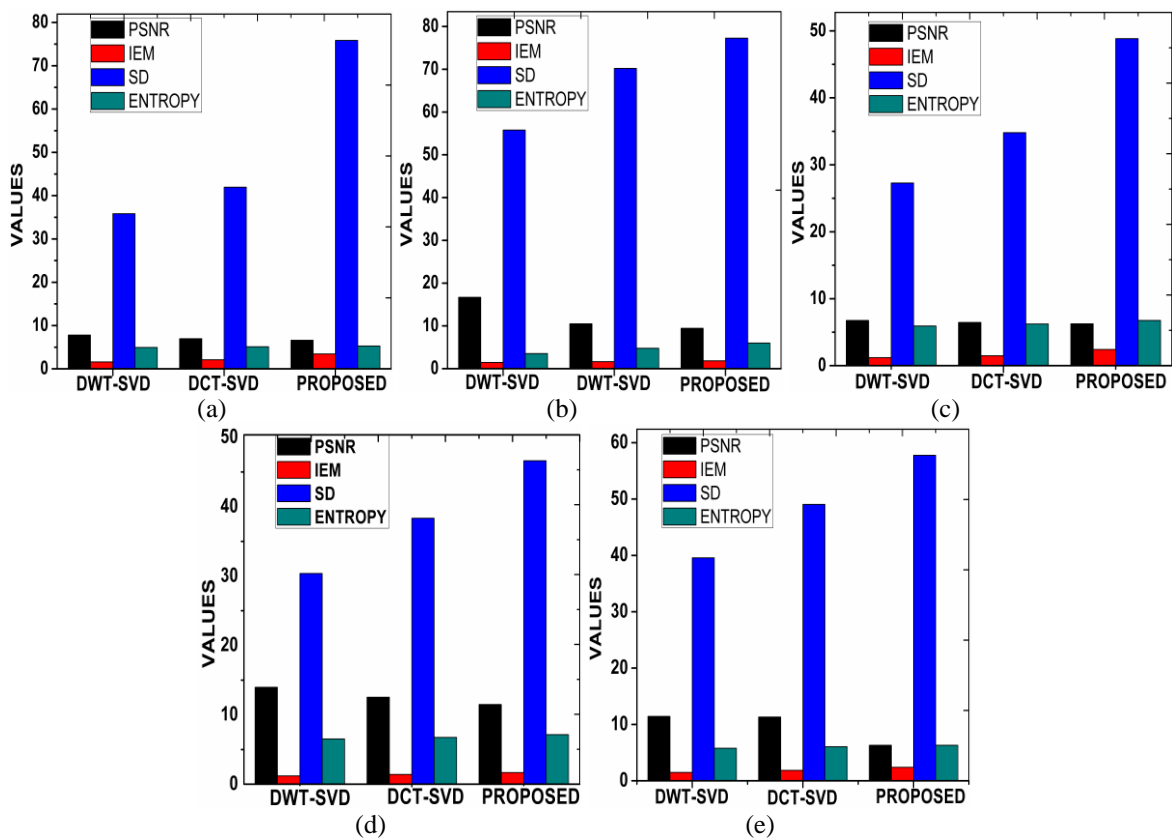 80
70
60
50
40
30
20
10
0
VALUES
PSNR
IEM
SD
ENTROPY
DWT-SVD
DCT-SVD
PROPOSED
(a)
80
70
60
50
40
30
20
10
0
VALUES
PSNR
IEM
SD
ENTROPY
DWT-SVD
DWT-SVD
PROPOSED
(b)
50
40
30
20
10
0
VALUES
PSNR
IEM
SD
ENTROPY
DWT-SVD
DCT-SVD
PROPOSED
(c)
50
40
30
20
10
0
VALUES
PSNR
IEM
SD
ENTROPY
DWT-SVD
DCT-SVD
PROPOSED
(d)
60
50
40
30
20
10
0
VALUES
PSNR
IEM
SD
ENTROPY
DWT-SVD
DCT-SVD
PROPOSED
(e)